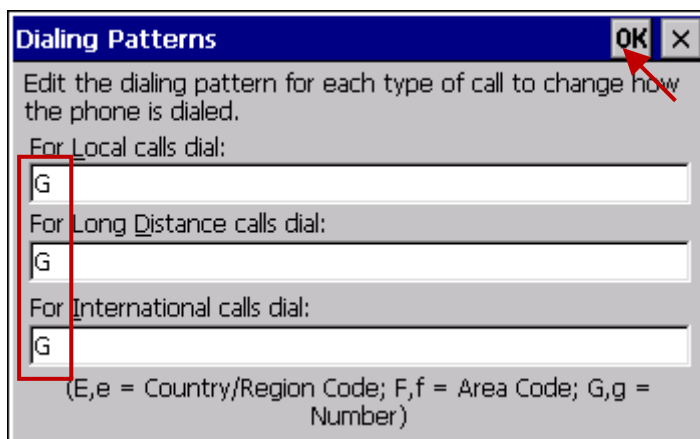 Dialing Patterns OK ×
Edit the dialing pattern for each type of call to change how
the phone is dialed.
For Local calls dial:
G
For Long Distance calls dial:
G
For International calls dial:
G
(E,e = Country/Region Code; F,f = Area Code; G,g =
Number)